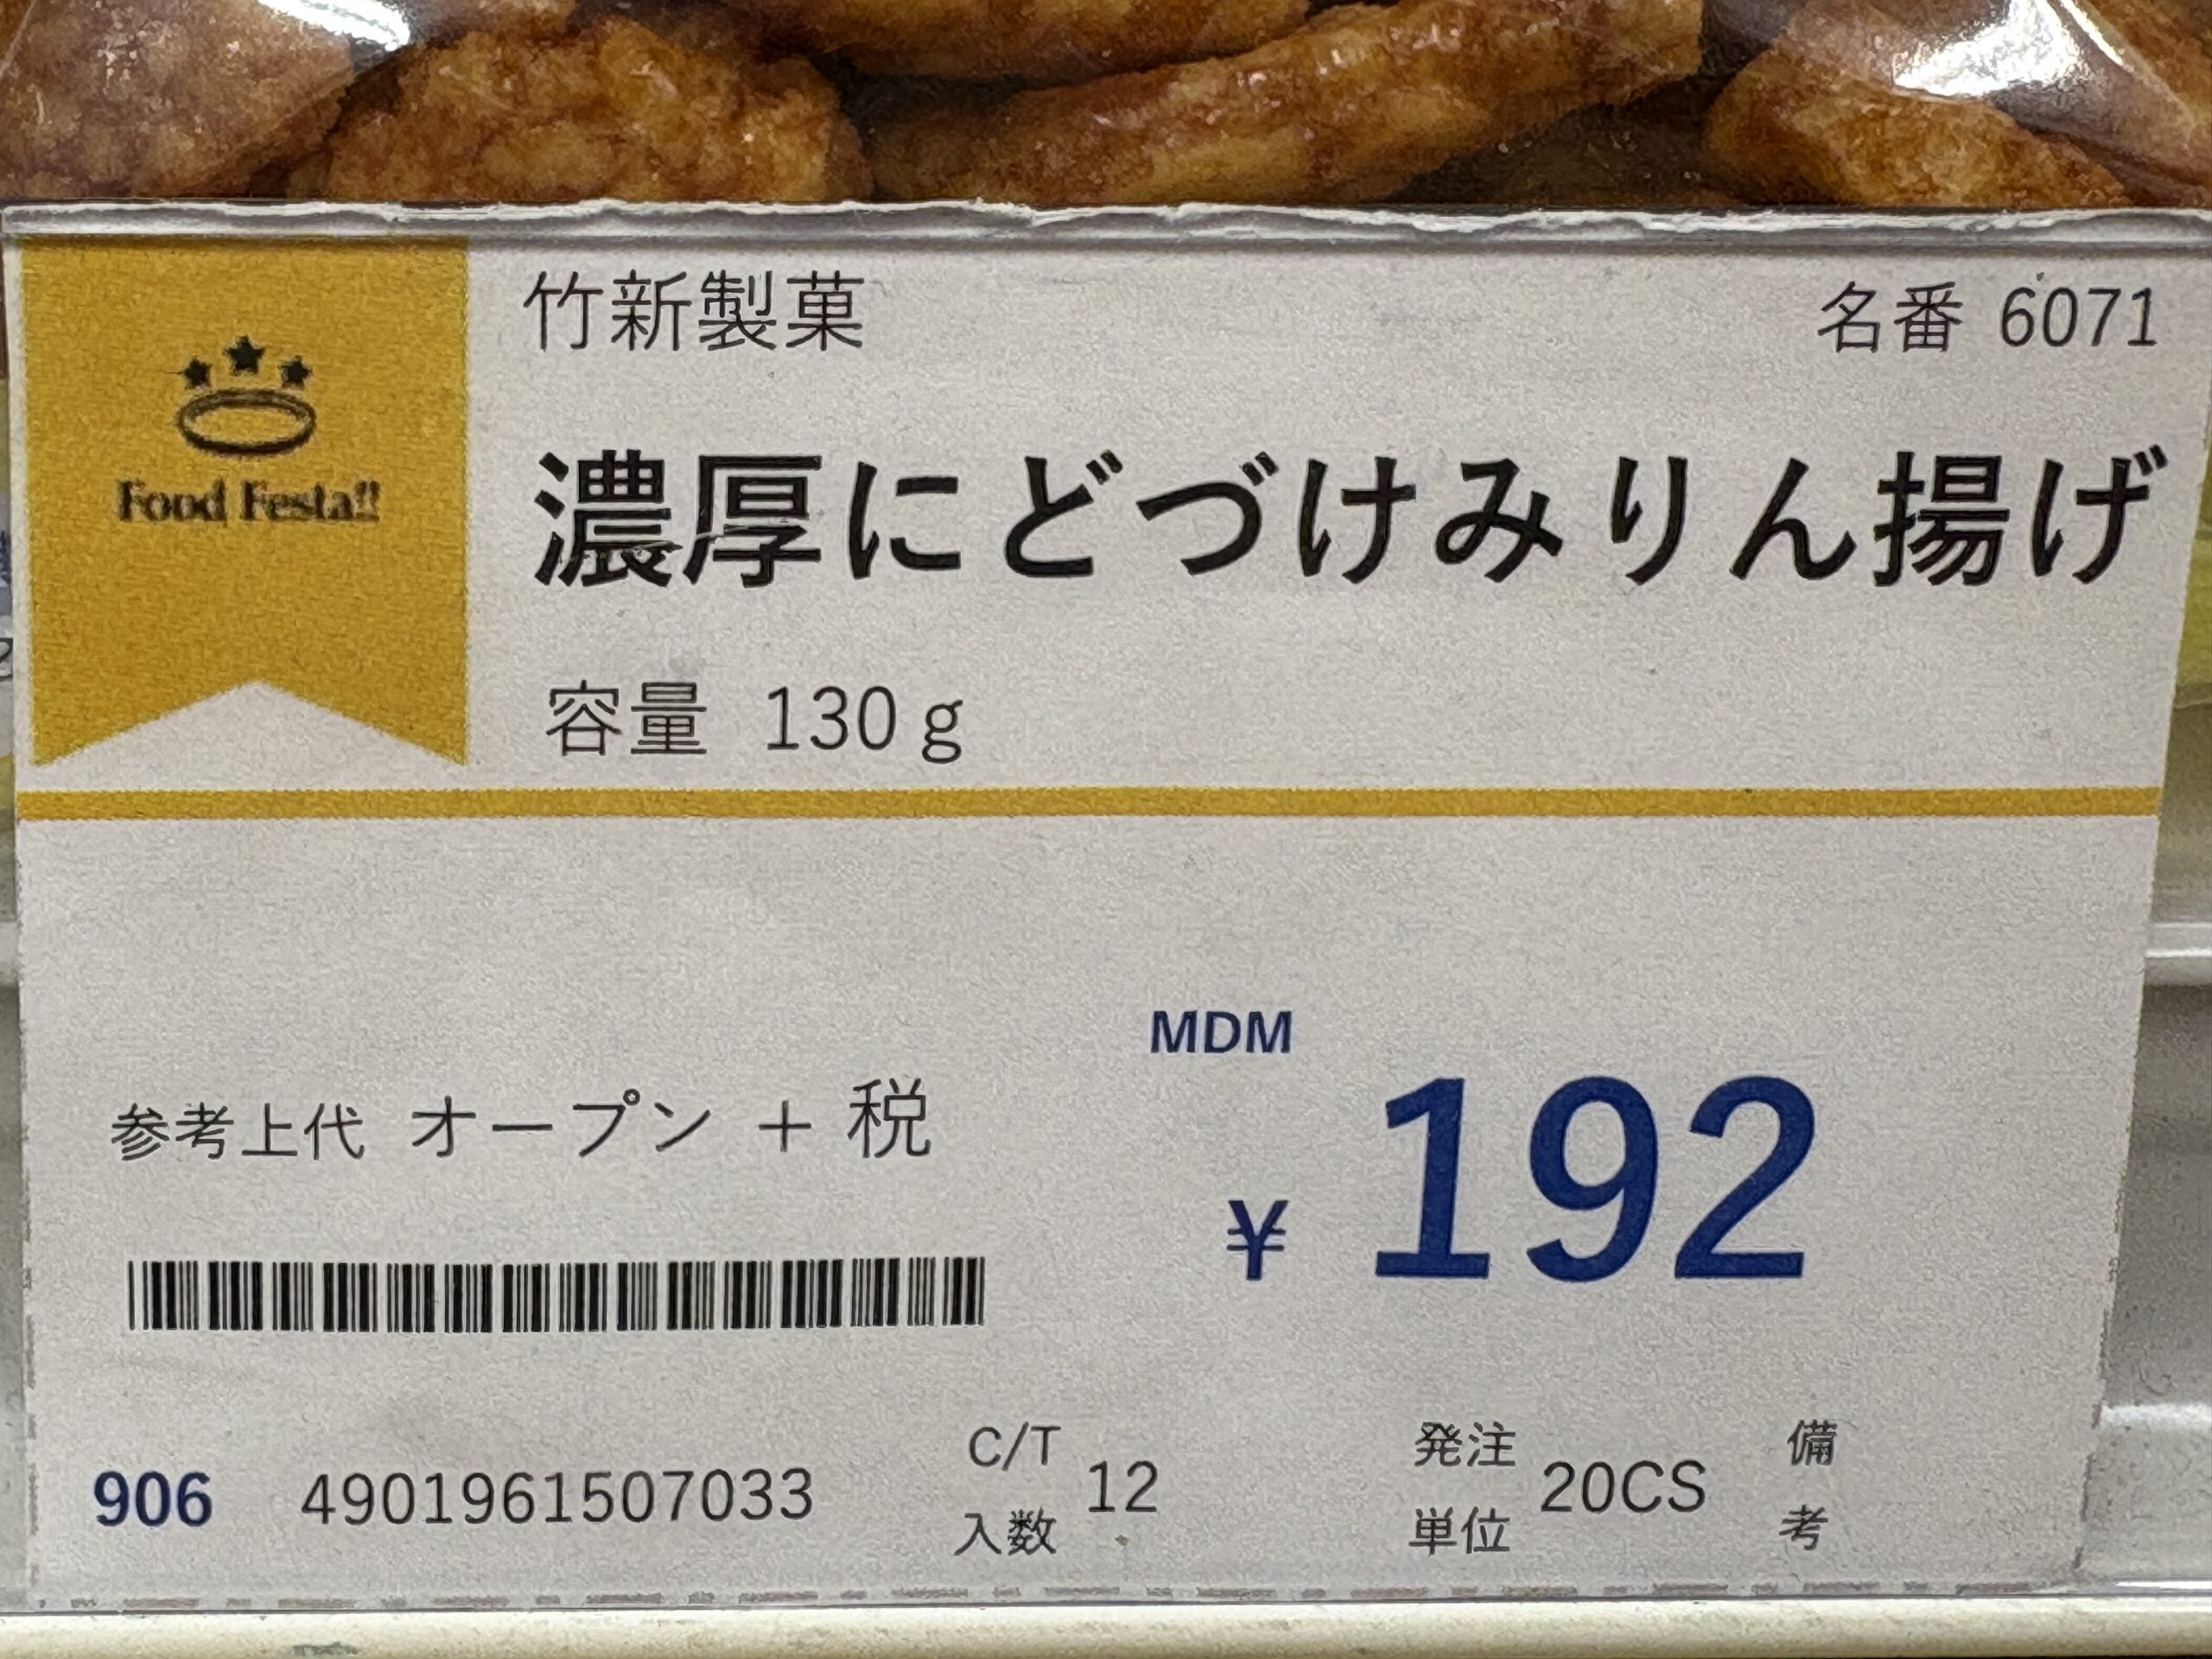 竹新製菓
名番 6071
Food Festa!!
濃厚にどづけみりん揚げ
容量 130 g
MDM
参考上代 オープン + 税
¥ 192
906 4901961507033
C/T
入数 12
発注
単位 20CS
備
考